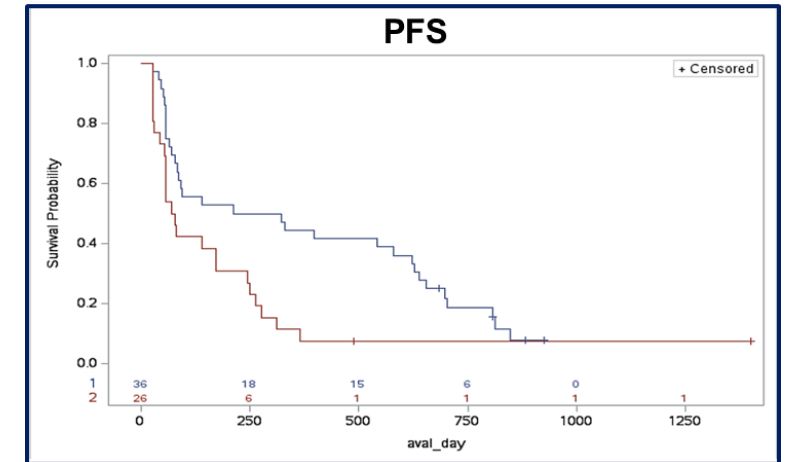 PFS
+ Censored
1.0
0.8
0.6
0.4
0.2
0.0
Survival Probability
1 36 18 15 6 0
2 26 6 1 1 1 1
0 250 500 750 1000 1250
aval_day